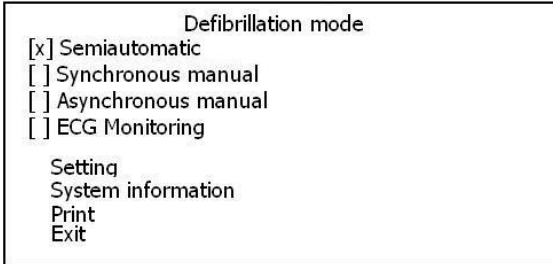 Defibrillation mode
[x] Semiautomatic
[ ] Synchronous manual
[ ] Asynchronous manual
[ ] ECG Monitoring
Setting
System information
Print
Exit